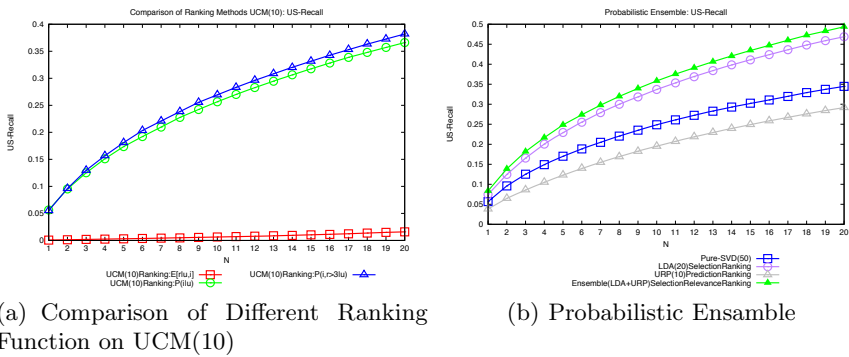 Comparison of Ranking Methods UCM(10): US-Recall
0.4
0.35
0.3
0.25
0.2
0.15
0.1
0.05
0
US-Recall
1 2 3 4 5 6 7 8 9 10 11 12 13 14 15 16 17 18 19 20
N
UCM(10)Ranking:E[r|u,i]
UCM(10)Ranking:P(i|u)
UCM(10)Ranking:P(i,r>3|u)
(a) Comparison of Different Ranking
Function on UCM(10)
Probabilistic Ensemble: US-Recall
0.5
0.45
0.4
0.35
0.3
0.25
0.2
0.15
0.1
0.05
0
US-Recall
1 2 3 4 5 6 7 8 9 10 11 12 13 14 15 16 17 18 19 20
N
Pure-SVD(50)
LDA(20)SelectionRanking
URP(10)PredictionRanking
Ensemble(LDA+URP)SelectionRelevanceRanking
(b) Probabilistic Ensamble